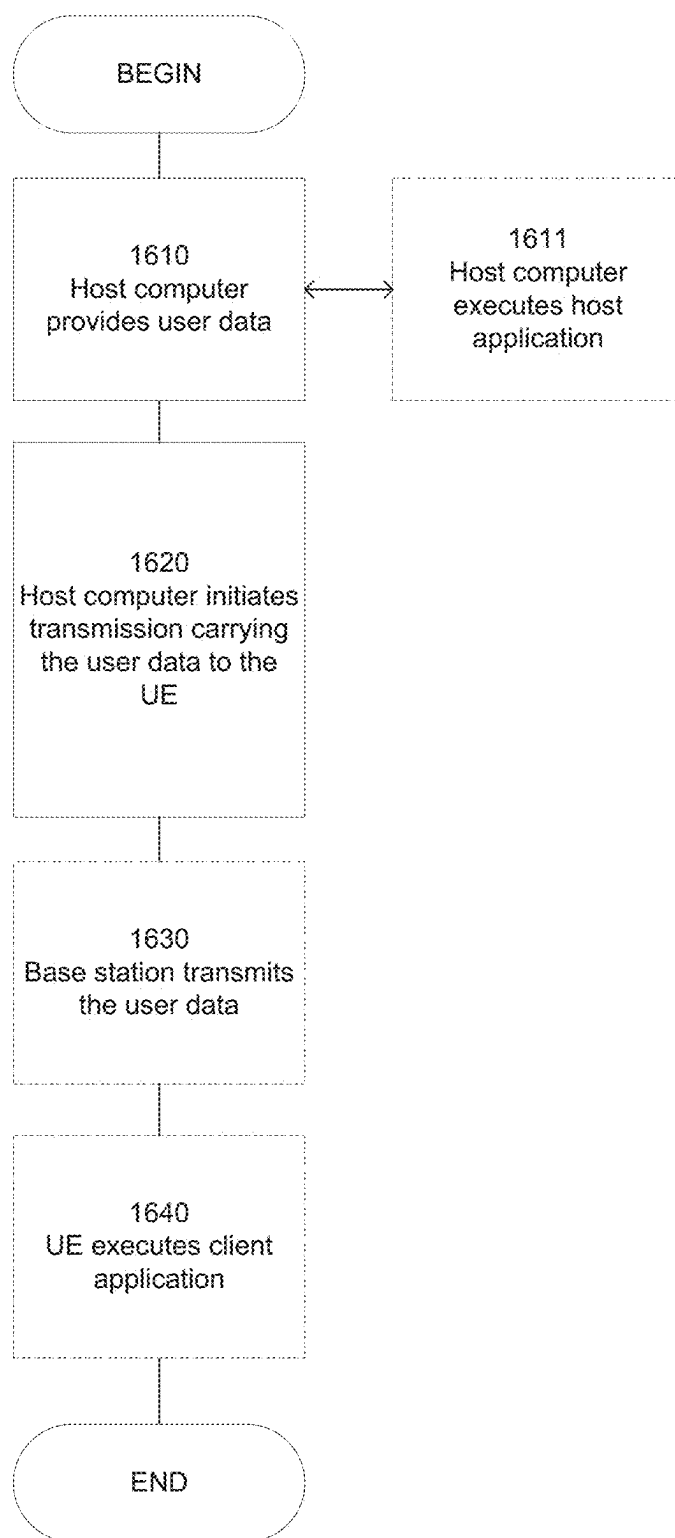 BEGIN
1610
Host computer
provides user data
1611
Host computer
executes host
application
1620
Host computer initiates
transmission carrying
the user data to the
UE
1630
Base station transmits
the user data
1640
UE executes client
application
END